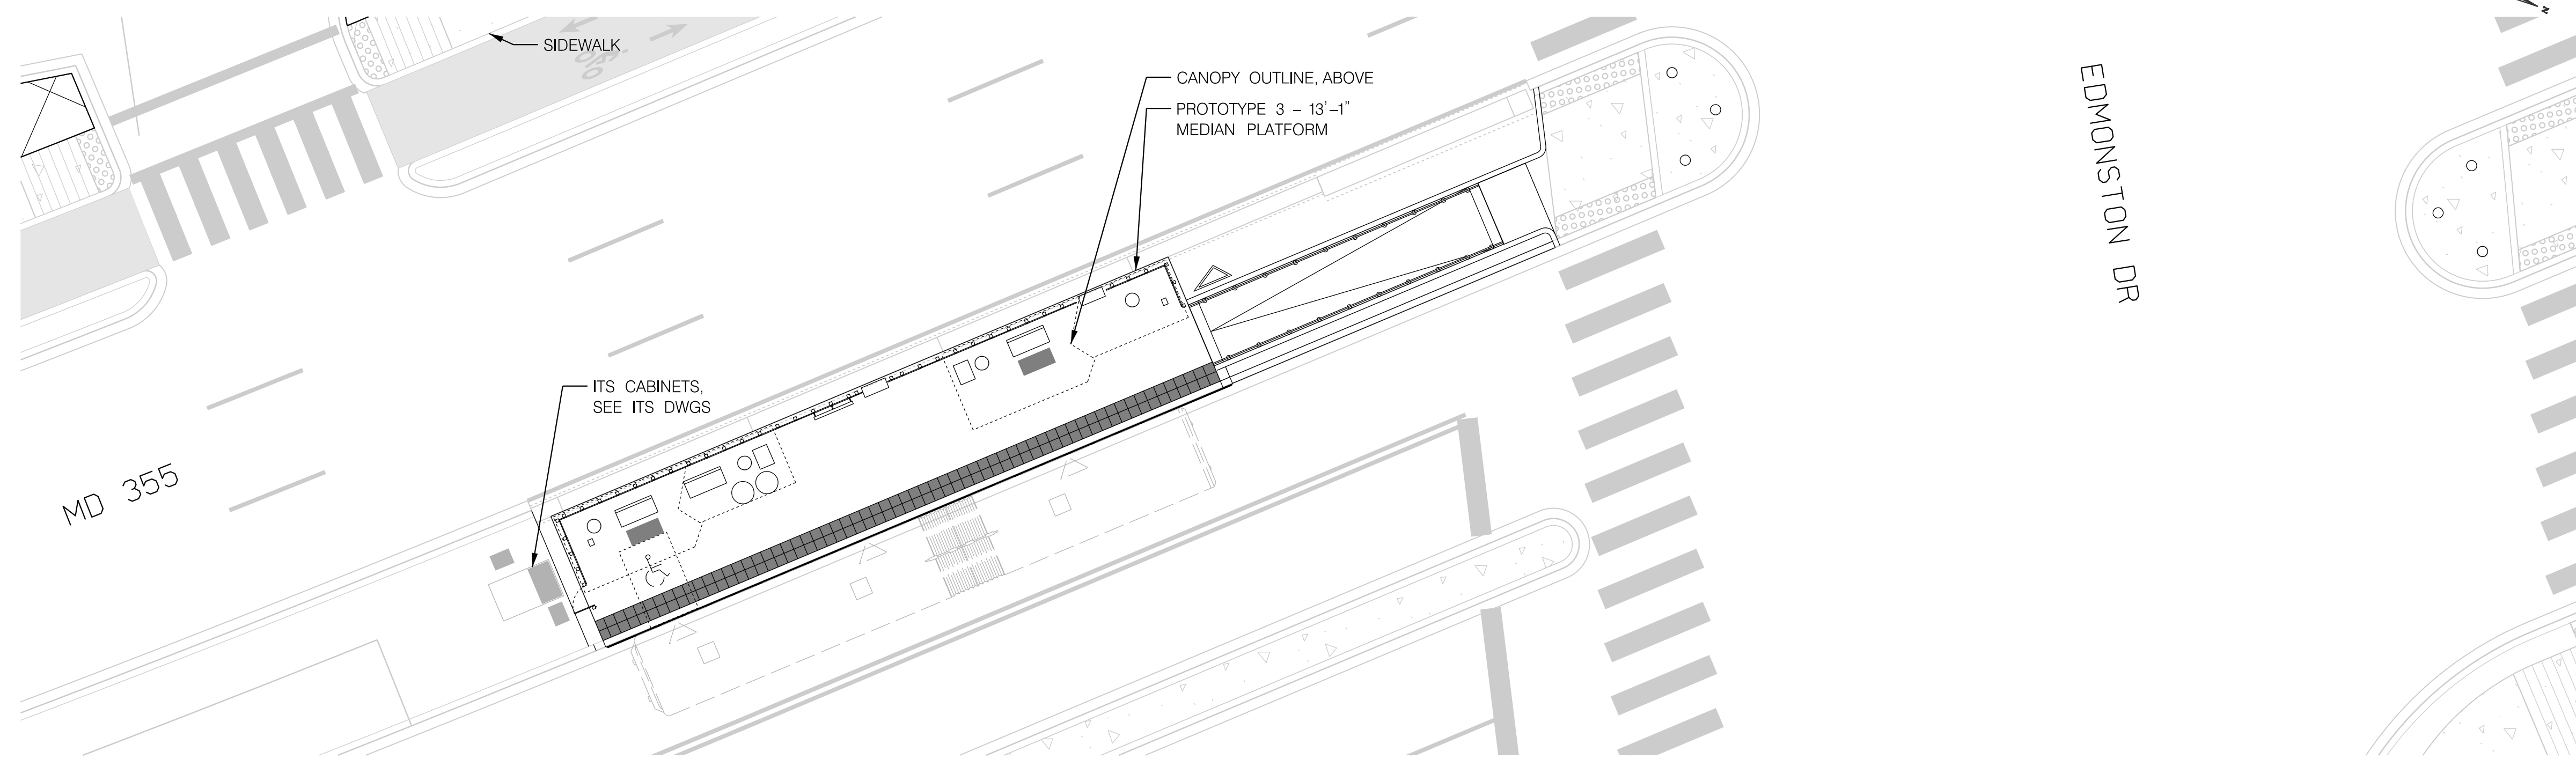 SIDEWALK
CANOPY OUTLINE, ABOVE
PROTOTYPE 3 – 13'-1"
MEDIAN PLATFORM
EDMONSTON DR
ITS CABINETS,
SEE ITS DWGS
MD 355
N